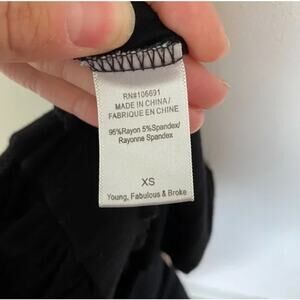 RN#106691
MADE IN CHINA/
FABRIQUE EN CHINE
95%Rayon 5%Spandex/
Rayonne Spandex
XS
Young, Fabulous & Broke